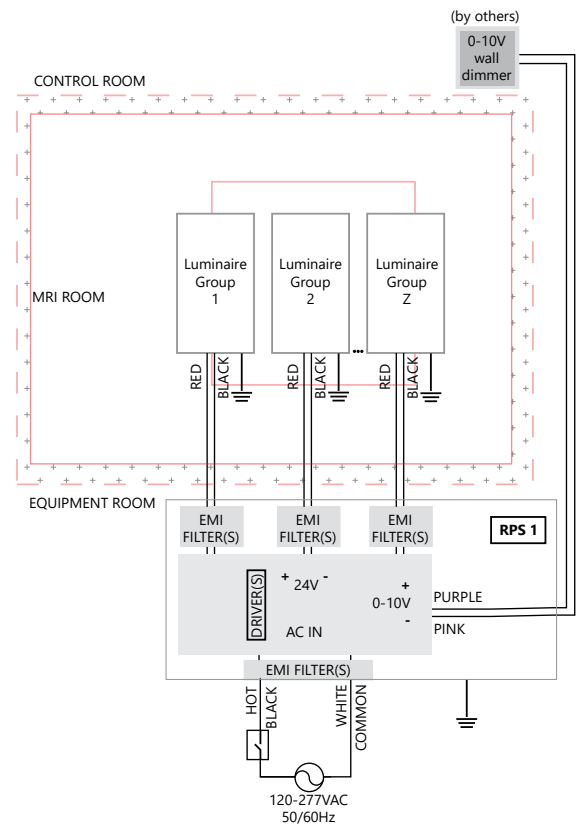 (by others)
0-10V
wall
dimmer
CONTROL ROOM
Luminaire
Group
1
Luminaire
Group
2
Luminaire
Group
Z
MRI ROOM
...
RED
BLACK
RED
BLACK
RED
BLACK
EQUIPMENT ROOM
EMI
FILTER(S)
EMI
FILTER(S)
EMI
FILTER(S)
RPS 1
DRIVER(S)
+ 24V -
AC IN
+
0-10V
-
PURPLE
PINK
EMI FILTER(S)
HOT
BLACK
WHITE
COMMON
120-277VAC
50/60Hz